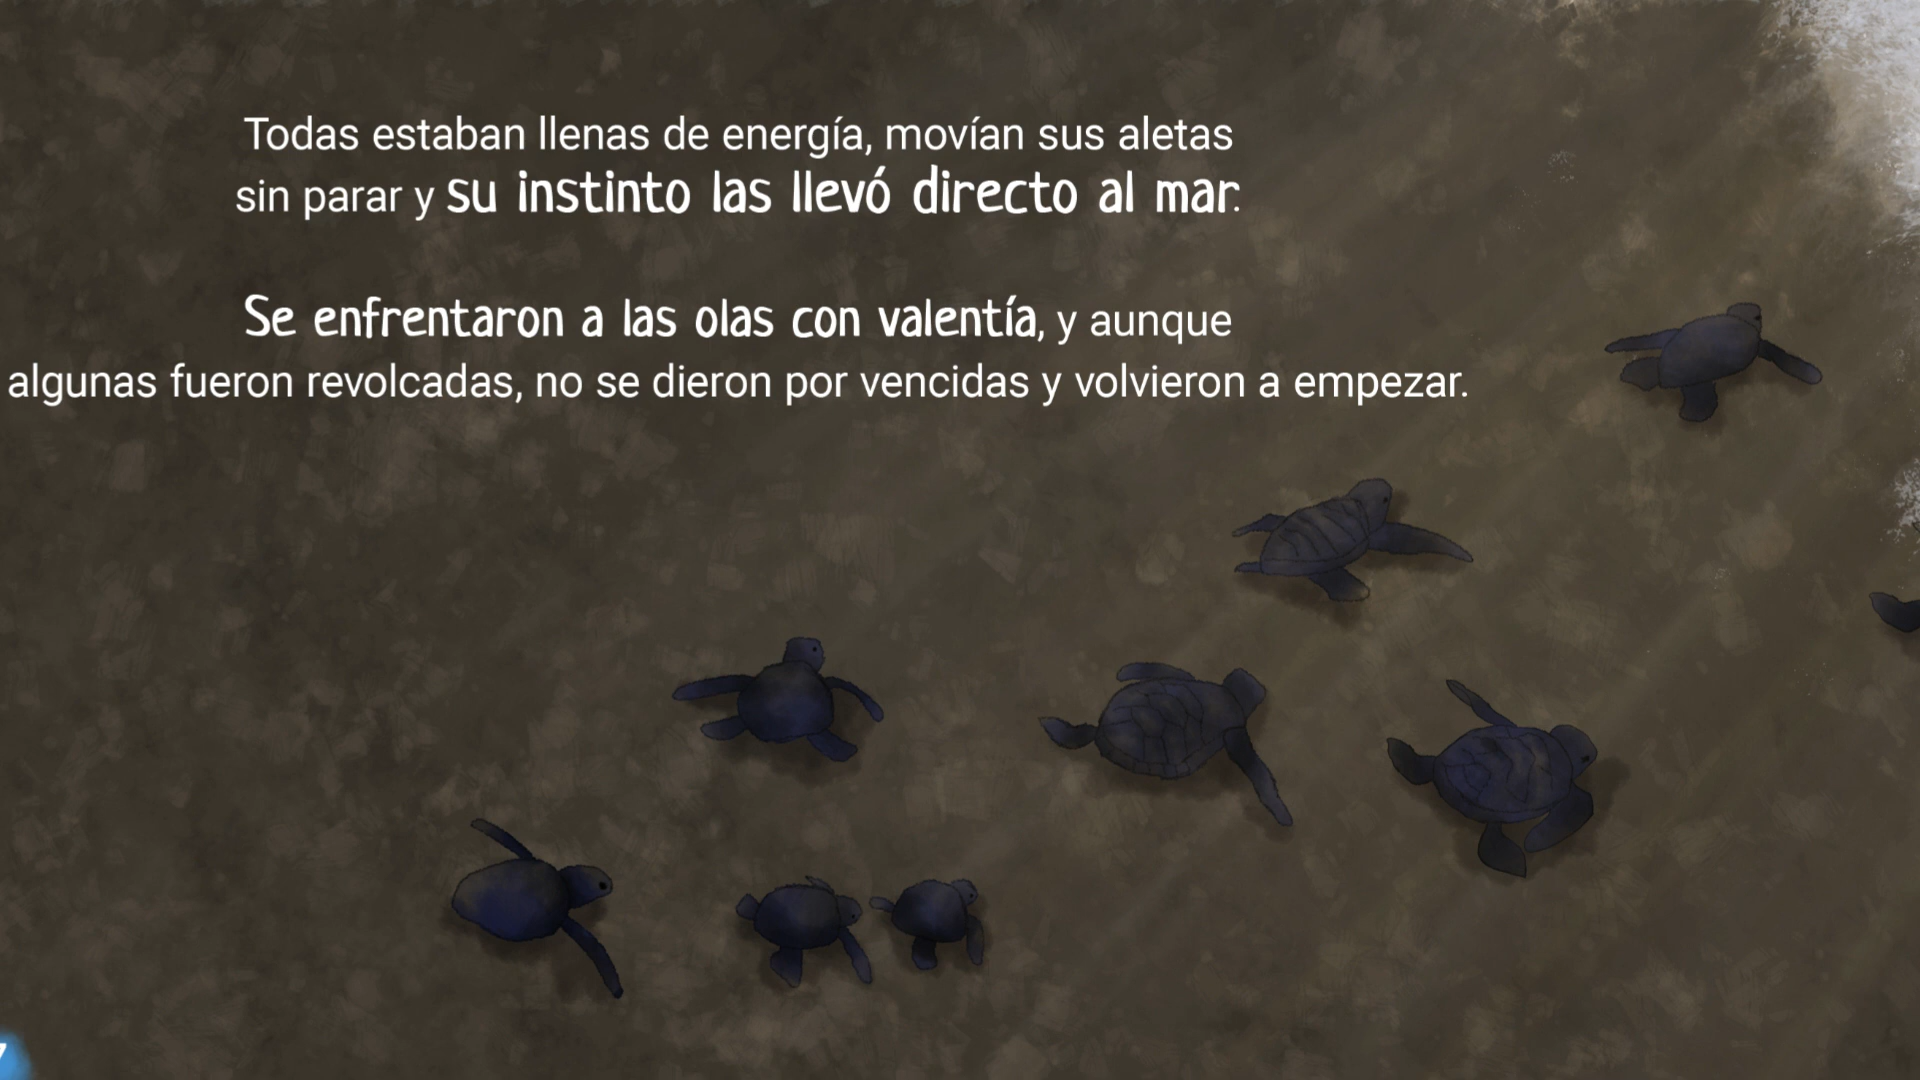 Todas estaban llenas de energía, movían sus aletas
sin parar y su instinto las llevó directo al mar.
Se enfrentaron a las olas con valentía, y aunque
algunas fueron revolcadas, no se dieron por vencidas y volvieron a empezar.